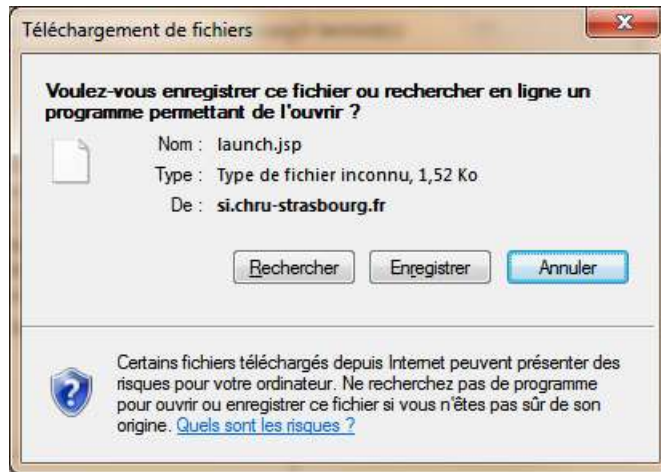 Téléchargement de fichiers
Voulez-vous enregistrer ce fichier ou rechercher en ligne un
programme permettant de l'ouvrir ?
Nom : launch.jsp
Type : Type de fichier inconnu, 1,52 Ko
De : si.chru-strasbourg.fr
Rechercher Enregistrer Annuler
Certains fichiers téléchargés depuis Internet peuvent présenter des
risques pour votre ordinateur. Ne recherchez pas de programme
pour ouvrir ou enregistrer ce fichier si vous n'êtes pas sûr de son
origine. Quels sont les risques ?